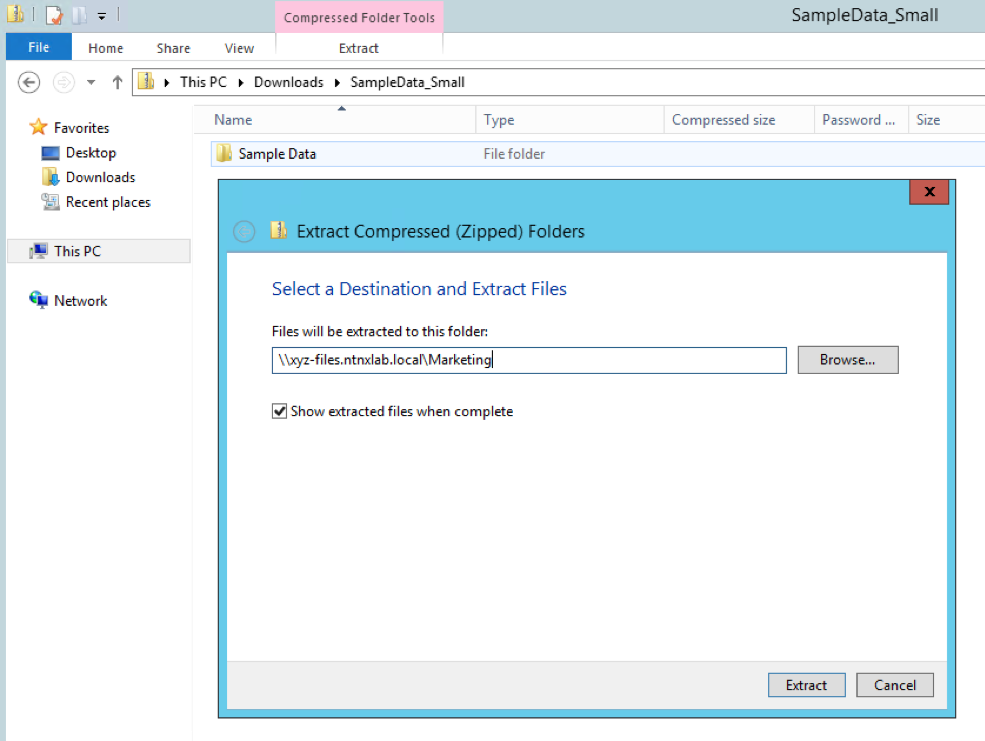 Compressed Folder Tools
SampleData_Small
File Home Share View Extract
This PC Downloads SampleData_Small
Name Type Compressed size Password ... Size
Favorites
Desktop
Downloads
Recent places
This PC
Network
Sample Data File folder
x
Extract Compressed (Zipped) Folders
Select a Destination and Extract Files
Files will be extracted to this folder:
\\xyz-files.ntnxlab.local\Marketing
Browse...
Show extracted files when complete
Extract Cancel